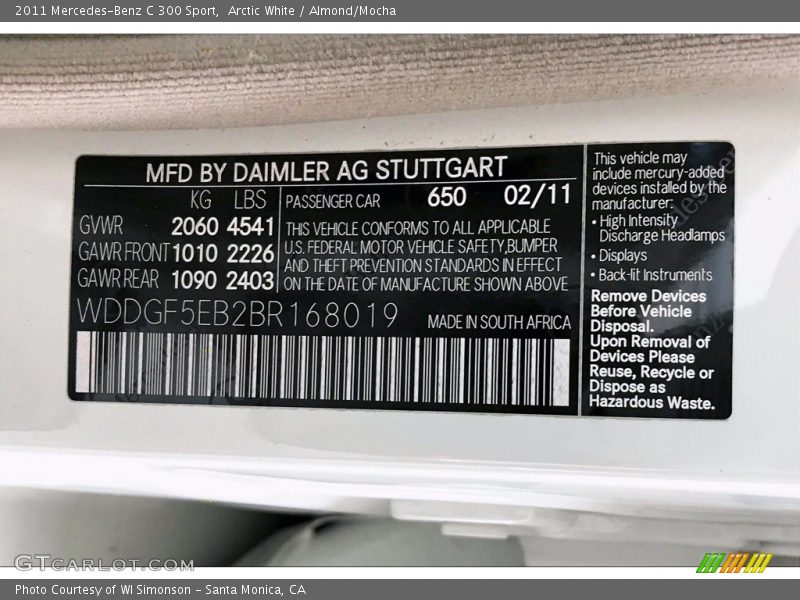 2011 Mercedes-Benz C 300 Sport,  Arctic White / Almond/Mocha
MFD BY DAIMLER AG STUTTGART
KG LBS
GVWR 2060 4541
GAWR FRONT 1010 2226
GAWR REAR 1090 2403
PASSENGER CAR 650 02/11
THIS VEHICLE CONFORMS TO ALL APPLICABLE
U.S. FEDERAL MOTOR VEHICLE SAFETY,BUMPER
AND THEFT PREVENTION STANDARDS IN EFFECT
ON THE DATE OF MANUFACTURE SHOWN ABOVE
WDDGF5EB2BR168019
MADE IN SOUTH AFRICA
This vehicle may
include mercury-added
devices installed by the
manufacturer:
• High Intensity
Discharge Headlamps
• Displays
• Back-lit Instruments
Remove Devices
Before Vehicle
Disposal.
Upon Removal of
Devices Please
Reuse, Recycle or
Dispose as
Hazardous Waste.
GTCARLOT.COM
Photo Courtesy of WI Simonson – Santa Monica, CA